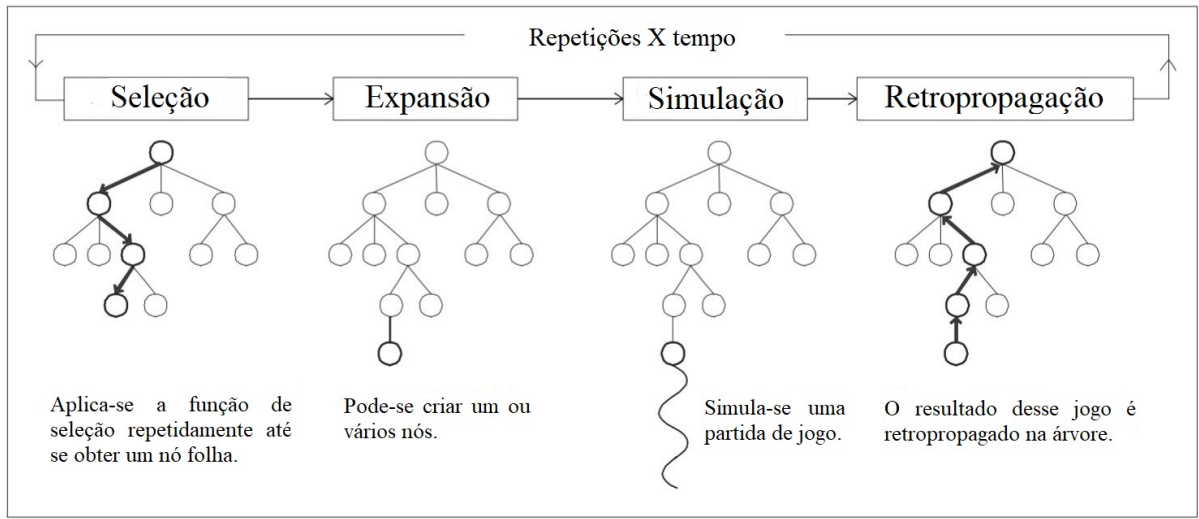 Repetições X tempo
Seleção
Expansão
Simulação
Retropropagação
Aplica-se a função de
seleção repetidamente até
se obter um nó folha.
Pode-se criar um ou
vários nós.
Simula-se uma
partida de jogo.
O resultado desse jogo é
retropropagado na árvore.